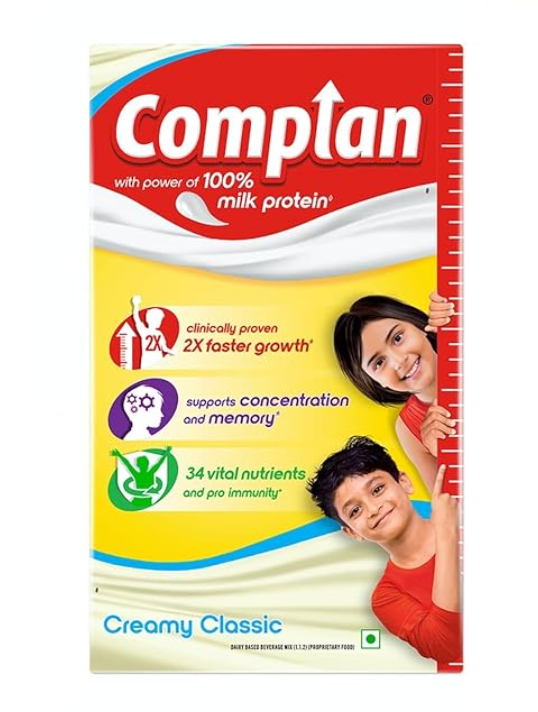 Complan®
with power of 100%
milk protein◊
2X
clinically proven
2X faster growth*
supports concentration
and memory+
34 vital nutrients
and pro immunity^
Creamy Classic
DAIRY BASED BEVERAGE MIX (1.1.2) (PROPRIETARY FOOD)